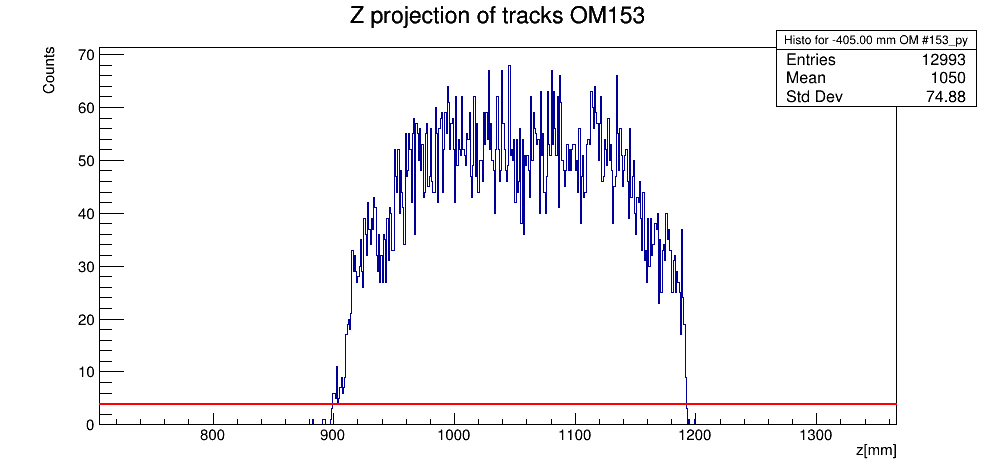 Z projection of tracks OM153
Histo for -405.00 mm OM #153_py
Entries 12993
Mean 1050
Std Dev 74.88
Counts
70
60
50
40
30
20
10
0
800 900 1000 1100 1200 1300
z[mm]